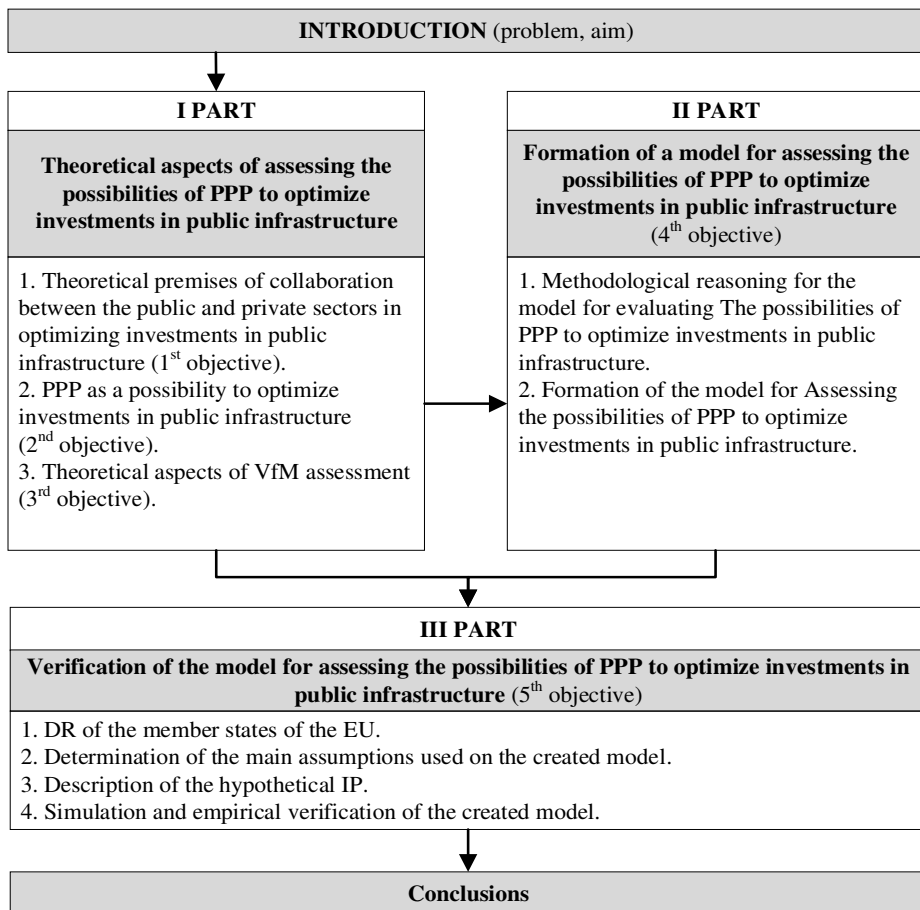 INTRODUCTION (problem, aim)
I PART
Theoretical aspects of assessing the
possibilities of PPP to optimize
investments in public infrastructure
1. Theoretical premises of collaboration
between the public and private sectors in
optimizing investments in public
infrastructure (1st objective).
2. PPP as a possibility to optimize
investments in public infrastructure
(2nd objective).
3. Theoretical aspects of VfM assessment
(3rd objective).
II PART
Formation of a model for assessing the
possibilities of PPP to optimize
investments in public infrastructure
(4th objective)
1. Methodological reasoning for the
model for evaluating The possibilities of
PPP to optimize investments in public
infrastructure.
2. Formation of the model for Assessing
the possibilities of PPP to optimize
investments in public infrastructure.
III PART
Verification of the model for assessing the possibilities of PPP to optimize investments in
public infrastructure (5th objective)
1. DR of the member states of the EU.
2. Determination of the main assumptions used on the created model.
3. Description of the hypothetical IP.
4. Simulation and empirical verification of the created model.
Conclusions